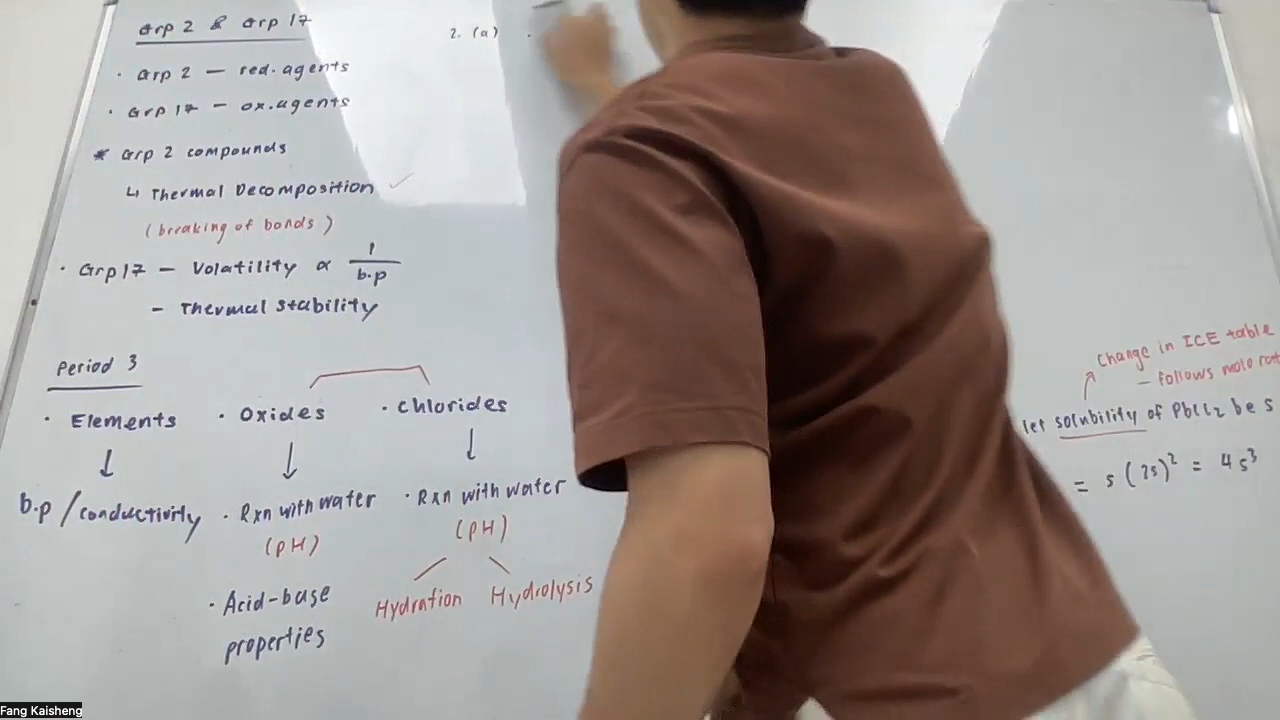 Grp 2 & Grp 17
· Grp 2 — red. agents
· Grp 17 — ox. agents
* Grp 2 compounds
↳ Thermal Decomposition ✓
(breaking of bonds)
· Grp 17 — Volatility ∝ 1/b.p
— Thermal stability
Period 3
· Elements
↓
b.p / conductivity
· Oxides
↓
· Rxn with water
(pH)
· Acid-base
properties
· Chlorides
↓
· Rxn with water
(pH)
Hydration Hydrolysis
2. (a)
Change in ICE table
— follows mole
let solubility of PbCl₂ be s
= s (2s)² = 4s³
Fang Kaisheng